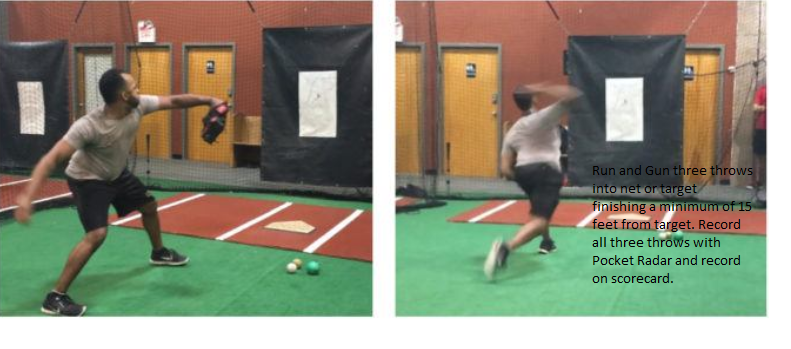 Run and Gun three throws
into net or target
finishing a minimum of 15
feet from target. Record
all three throws with
Pocket Radar and record
on scorecard.